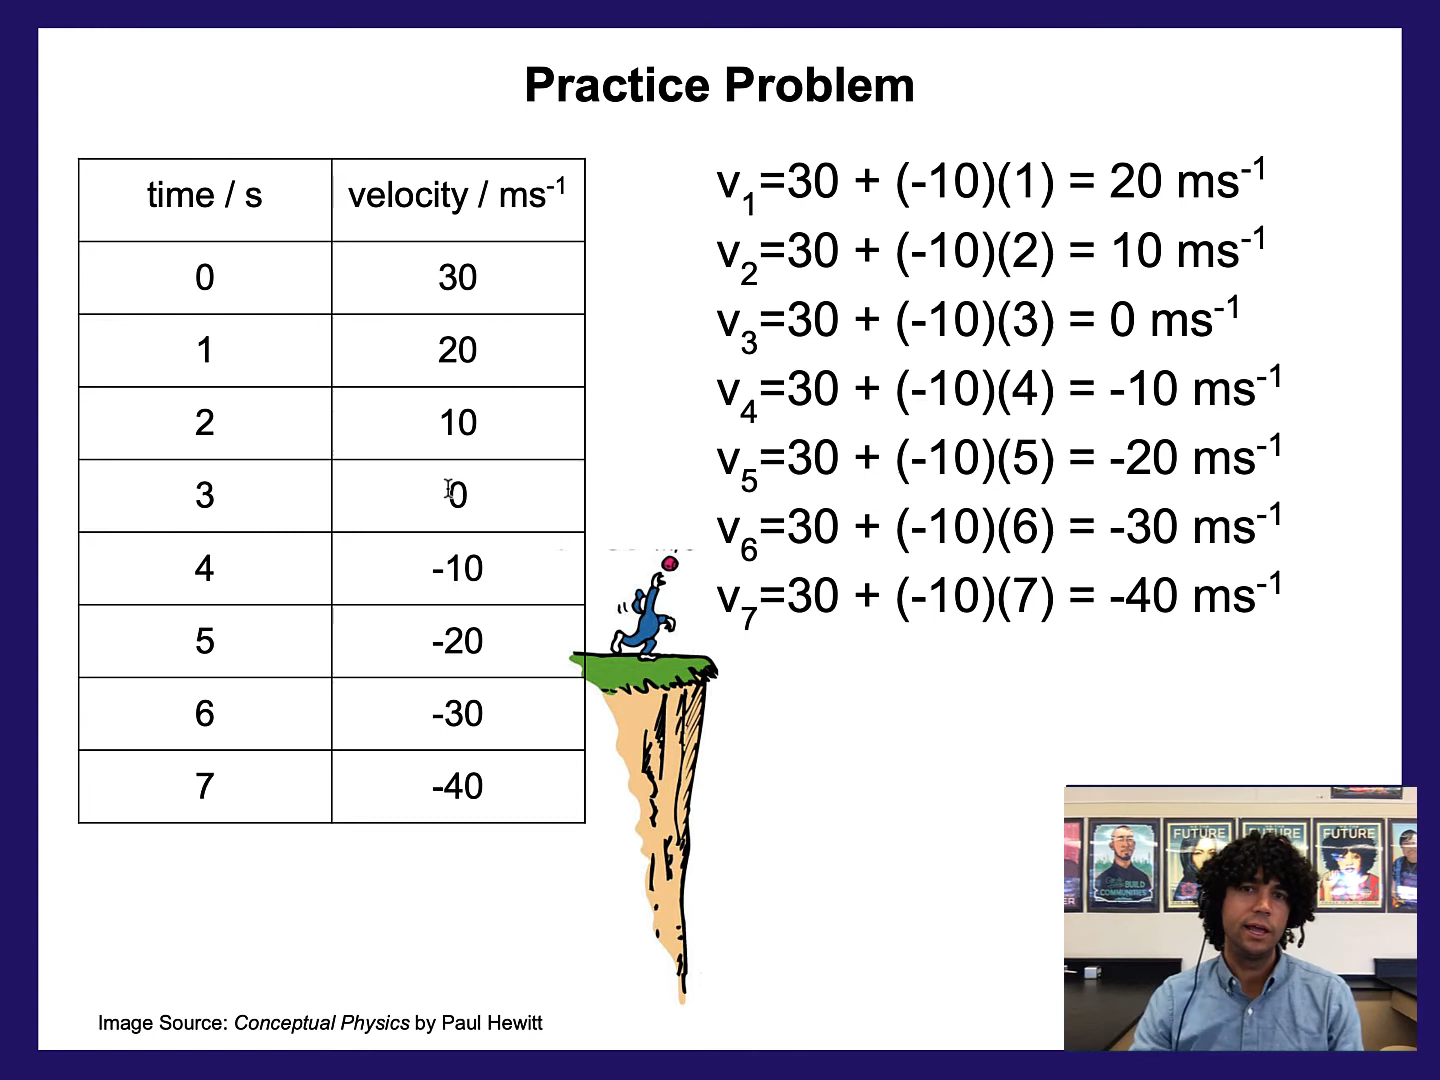 Practice Problem
time / s velocity / ms⁻¹
0 30
1 20
2 10
3 0
4 -10
5 -20
6 -30
7 -40
v₁=30 + (-10)(1) = 20 ms⁻¹
v₂=30 + (-10)(2) = 10 ms⁻¹
v₃=30 + (-10)(3) = 0 ms⁻¹
v₄=30 + (-10)(4) = -10 ms⁻¹
v₅=30 + (-10)(5) = -20 ms⁻¹
v₆=30 + (-10)(6) = -30 ms⁻¹
v₇=30 + (-10)(7) = -40 ms⁻¹
Image Source: Conceptual Physics by Paul Hewitt
FUTURE
FUTURE
FUTURE
BUILD
COMMUNITIES
ER